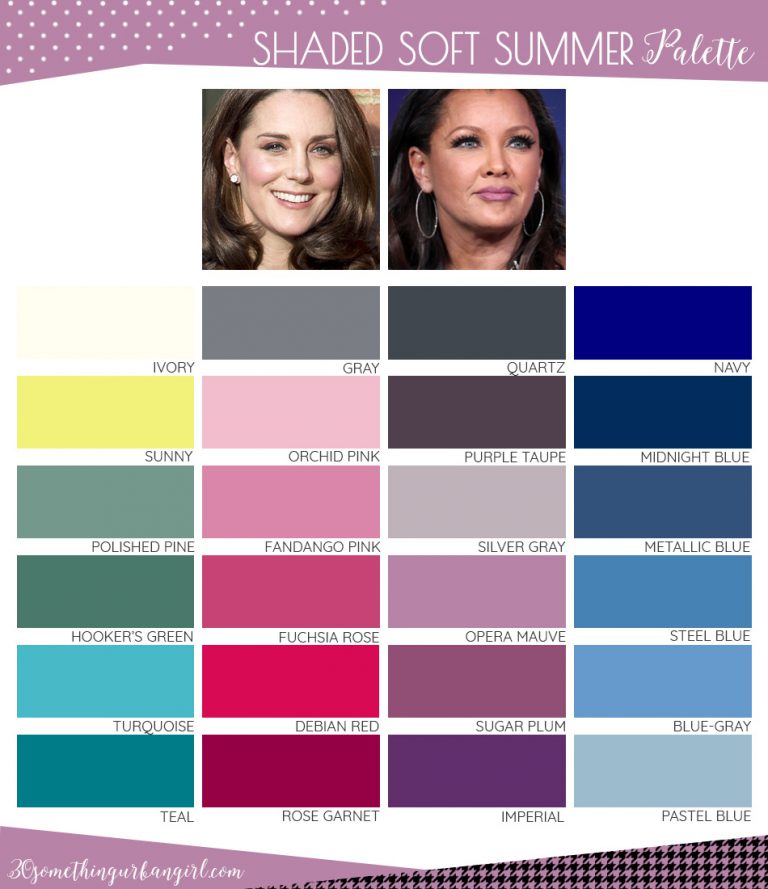 SHADED SOFT SUMMER Palette
IVORY GRAY QUARTZ NAVY
SUNNY ORCHID PINK PURPLE TAUPE MIDNIGHT BLUE
POLISHED PINE FANDANGO PINK SILVER GRAY METALLIC BLUE
HOOKER'S GREEN FUCHSIA ROSE OPERA MAUVE STEEL BLUE
TURQUOISE DEBIAN RED SUGAR PLUM BLUE-GRAY
TEAL ROSE GARNET IMPERIAL PASTEL BLUE
30somethingurbangirl.com